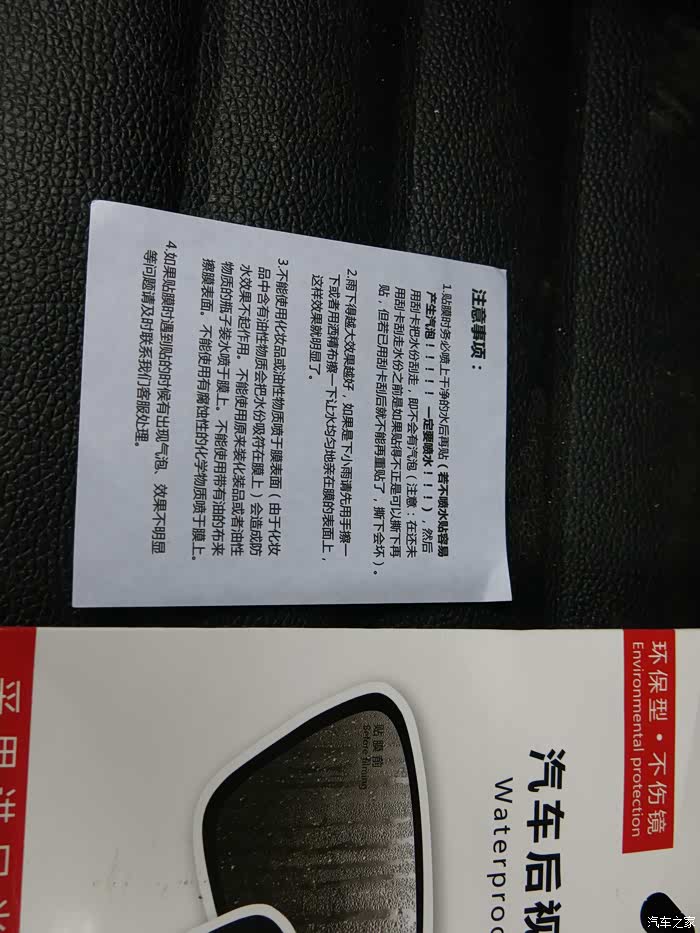 注意事项：
1.贴膜时务必喷上干净的水后再贴（若不喷水贴容易
产生汽泡！！！！！一定要喷水！！！），然后
用刮卡把水份刮走，即不会有汽泡（注意：在还未
用刮卡刮走水份之前是如果贴得不正是可以撕下再
贴，但若已用刮卡刮后就不能再重贴了，撕下会坏）。
2.雨下得越大效果越好，如果是下小雨请先用手擦一
下或者用洒精布擦一下让水均匀地亲在膜的表面上，
这样效果就明显了。
3.不能使用化妆品或油性物质喷于膜表面（由于化妆
品中含有油性物质会把水份吸符在膜上）会造成防
水效果不起作用。不能使用原来装化装品或者油性
物质的瓶子装水喷于膜上。不能使用带有油的布来
擦膜表面。不能使用有腐蚀性的化学物质喷于膜上。
4.如果贴膜时遇到贴的时候有出现气泡、效果不明显
等问题请及时联系我们客服处理。
环保型·不伤镜
Environmental protection
汽车后视
Waterproo
贴膜前
Before filming
采用进口
汽车之家